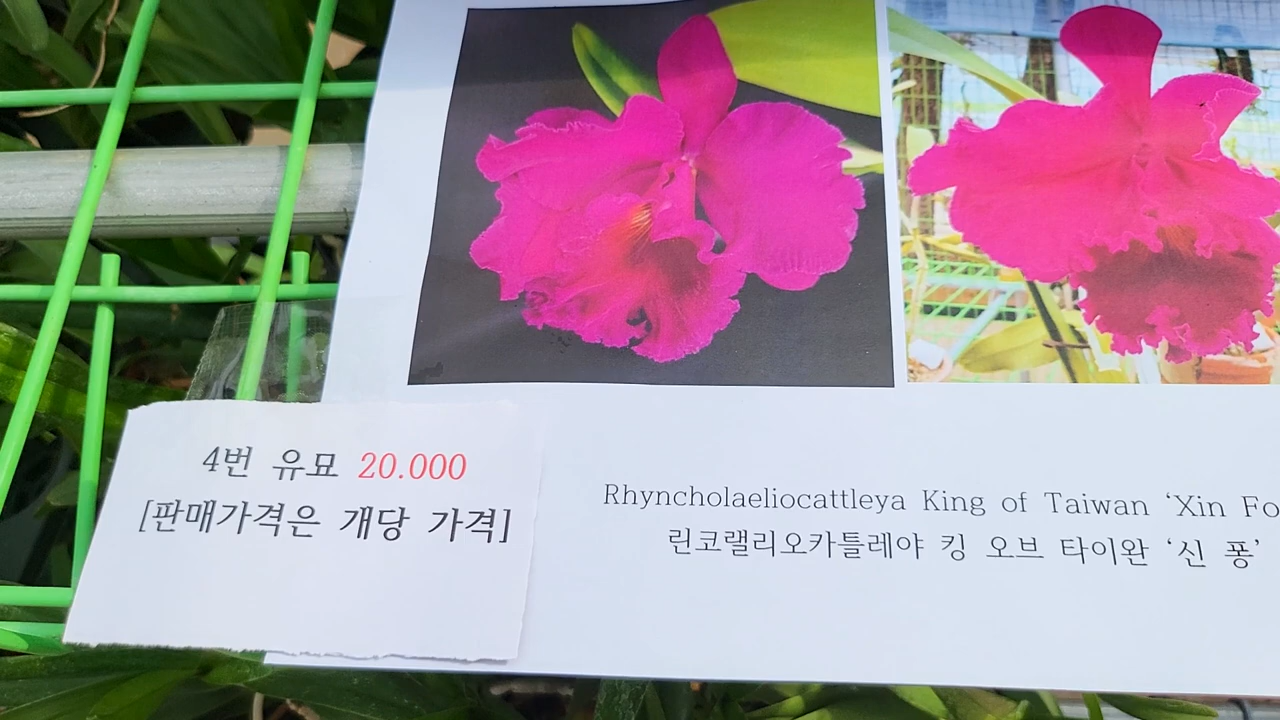 4번 유묘 20.000
[판매가격은 개당 가격]
Rhyncholaeliocattleya King of Taiwan ‘Xin
린코랠리오카틀레야 킹 오브 타이완 ‘신 퐁’